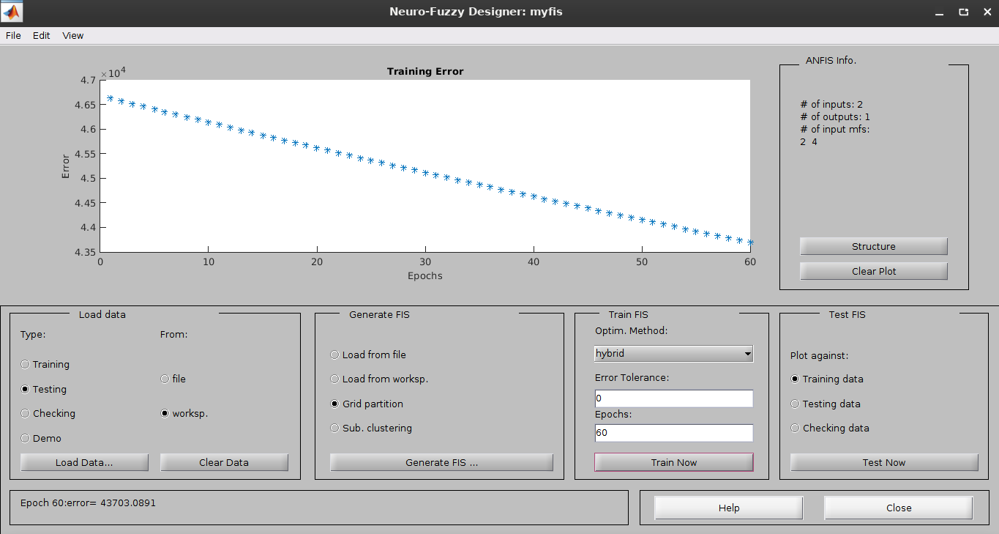 Neuro-Fuzzy Designer: myfis
File Edit View
Training Error
×10^4
4.7
4.65
4.6
4.55
4.5
4.45
4.4
4.35
Error
0 10 20 30 40 50 60
Epochs
ANFIS Info.
# of inputs: 2
# of outputs: 1
# of input mfs:
2 4
Structure
Clear Plot
Load data
Type:
From:
Training
Testing
Checking
Demo
file
worksp.
Load Data...
Clear Data
Generate FIS
Load from file
Load from worksp.
Grid partition
Sub. clustering
Generate FIS ...
Train FIS
Optim. Method:
hybrid
Error Tolerance:
0
Epochs:
60
Train Now
Test FIS
Plot against:
Training data
Testing data
Checking data
Test Now
Epoch 60:error= 43703.0891
Help
Close